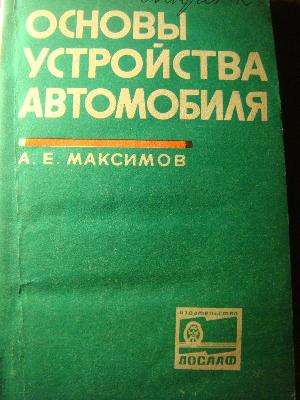 ОСНОВЫ
УСТРОЙСТВА
АВТОМОБИЛЯ
А. Е. МАКСИМОВ
издательство
ДОСААФ